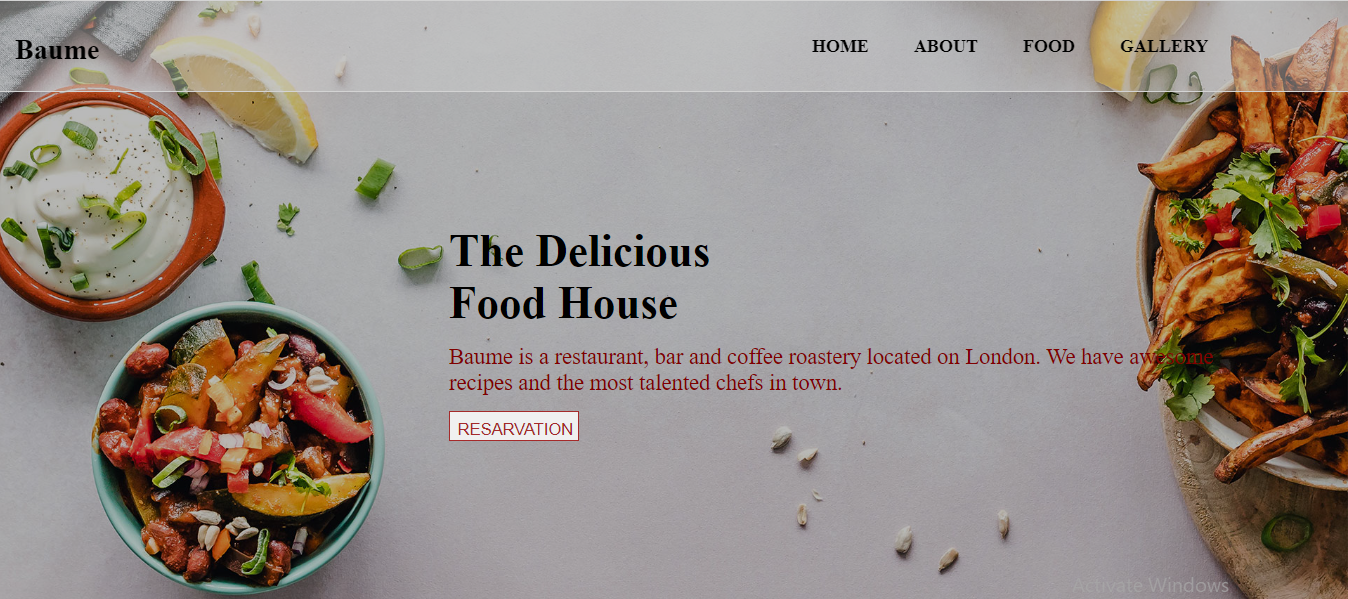 Baume
HOME ABOUT FOOD GALLERY
The Delicious
Food House
Baume is a restaurant, bar and coffee roastery located on London. We have awesome
recipes and the most talented chefs in town.
RESARVATION
Activate Windows